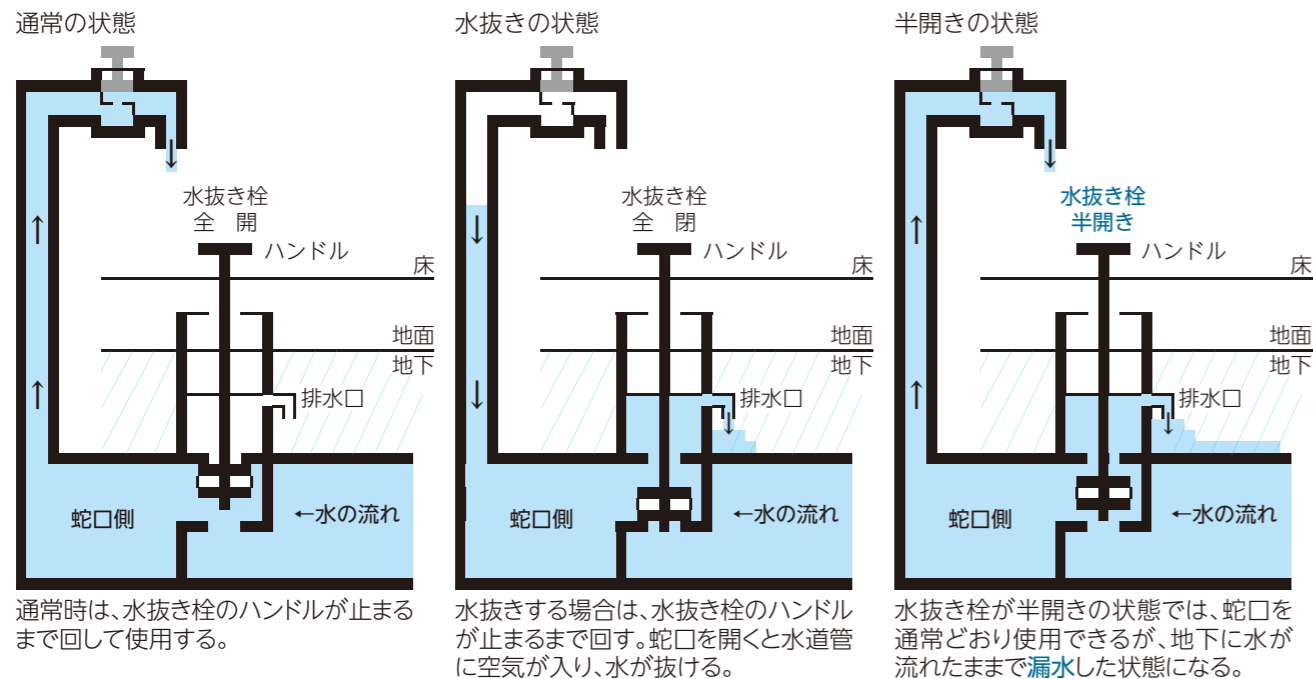 通常の状態
水抜き栓
全　開
ハンドル
床
地面
地下
排水口
蛇口側
←水の流れ
通常時は、水抜き栓のハンドルが止まる
まで回して使用する。
水抜きの状態
水抜き栓
全　閉
ハンドル
床
地面
地下
排水口
蛇口側
←水の流れ
水抜きする場合は、水抜き栓のハンドル
が止まるまで回す。蛇口を開くと水道管
に空気が入り、水が抜ける。
半開きの状態
水抜き栓
半開き
ハンドル
床
地面
地下
排水口
蛇口側
←水の流れ
水抜き栓が半開きの状態では、蛇口を
通常どおり使用できるが、地下に水が
流れたままで漏水した状態になる。